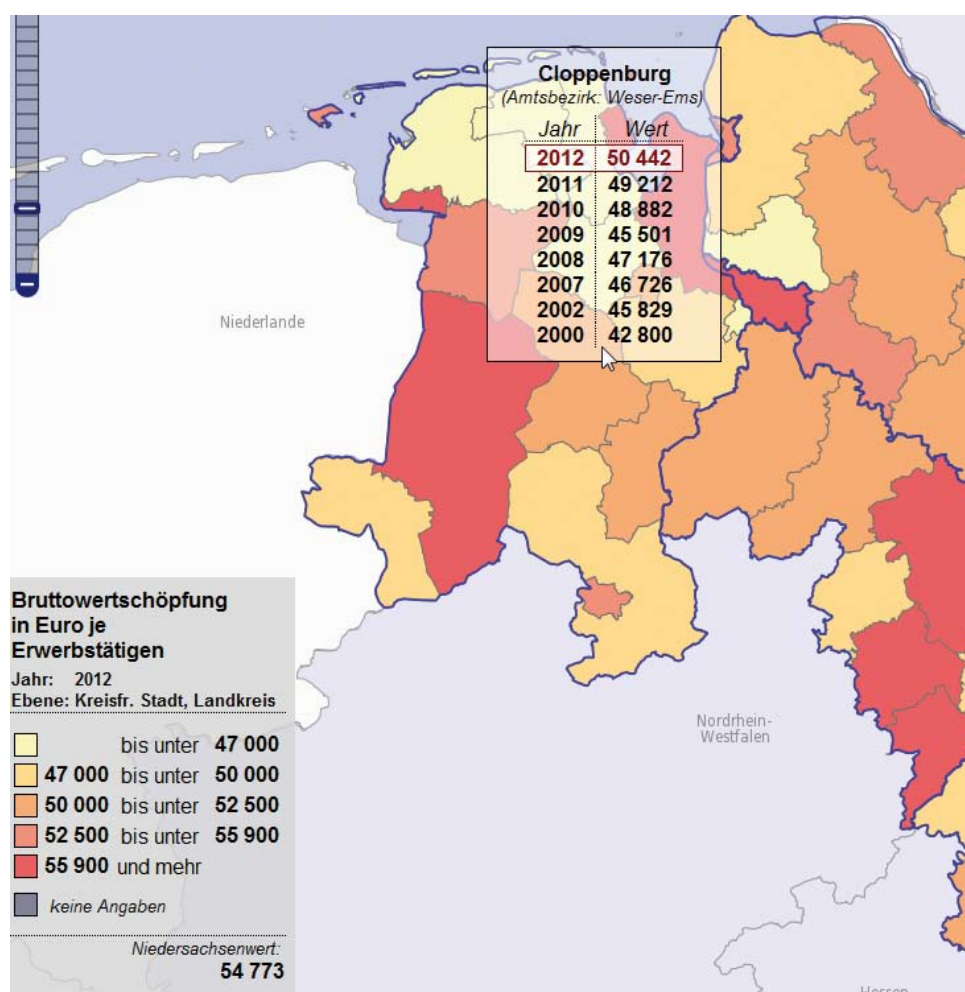 Cloppenburg
(Amtsbezirk: Weser-Ems)
Jahr Wert
2012 50 442
2011 49 212
2010 48 882
2009 45 501
2008 47 176
2007 46 726
2002 45 829
2000 42 800
Niederlande
Bruttowertschöpfung
in Euro je
Erwerbstätigen
Jahr: 2012
Ebene: Kreisfr. Stadt, Landkreis
bis unter 47 000
47 000 bis unter 50 000
50 000 bis unter 52 500
52 500 bis unter 55 900
55 900 und mehr
keine Angaben
Niedersachsenwert:
54 773
Nordrhein-
Westfalen
Hessen